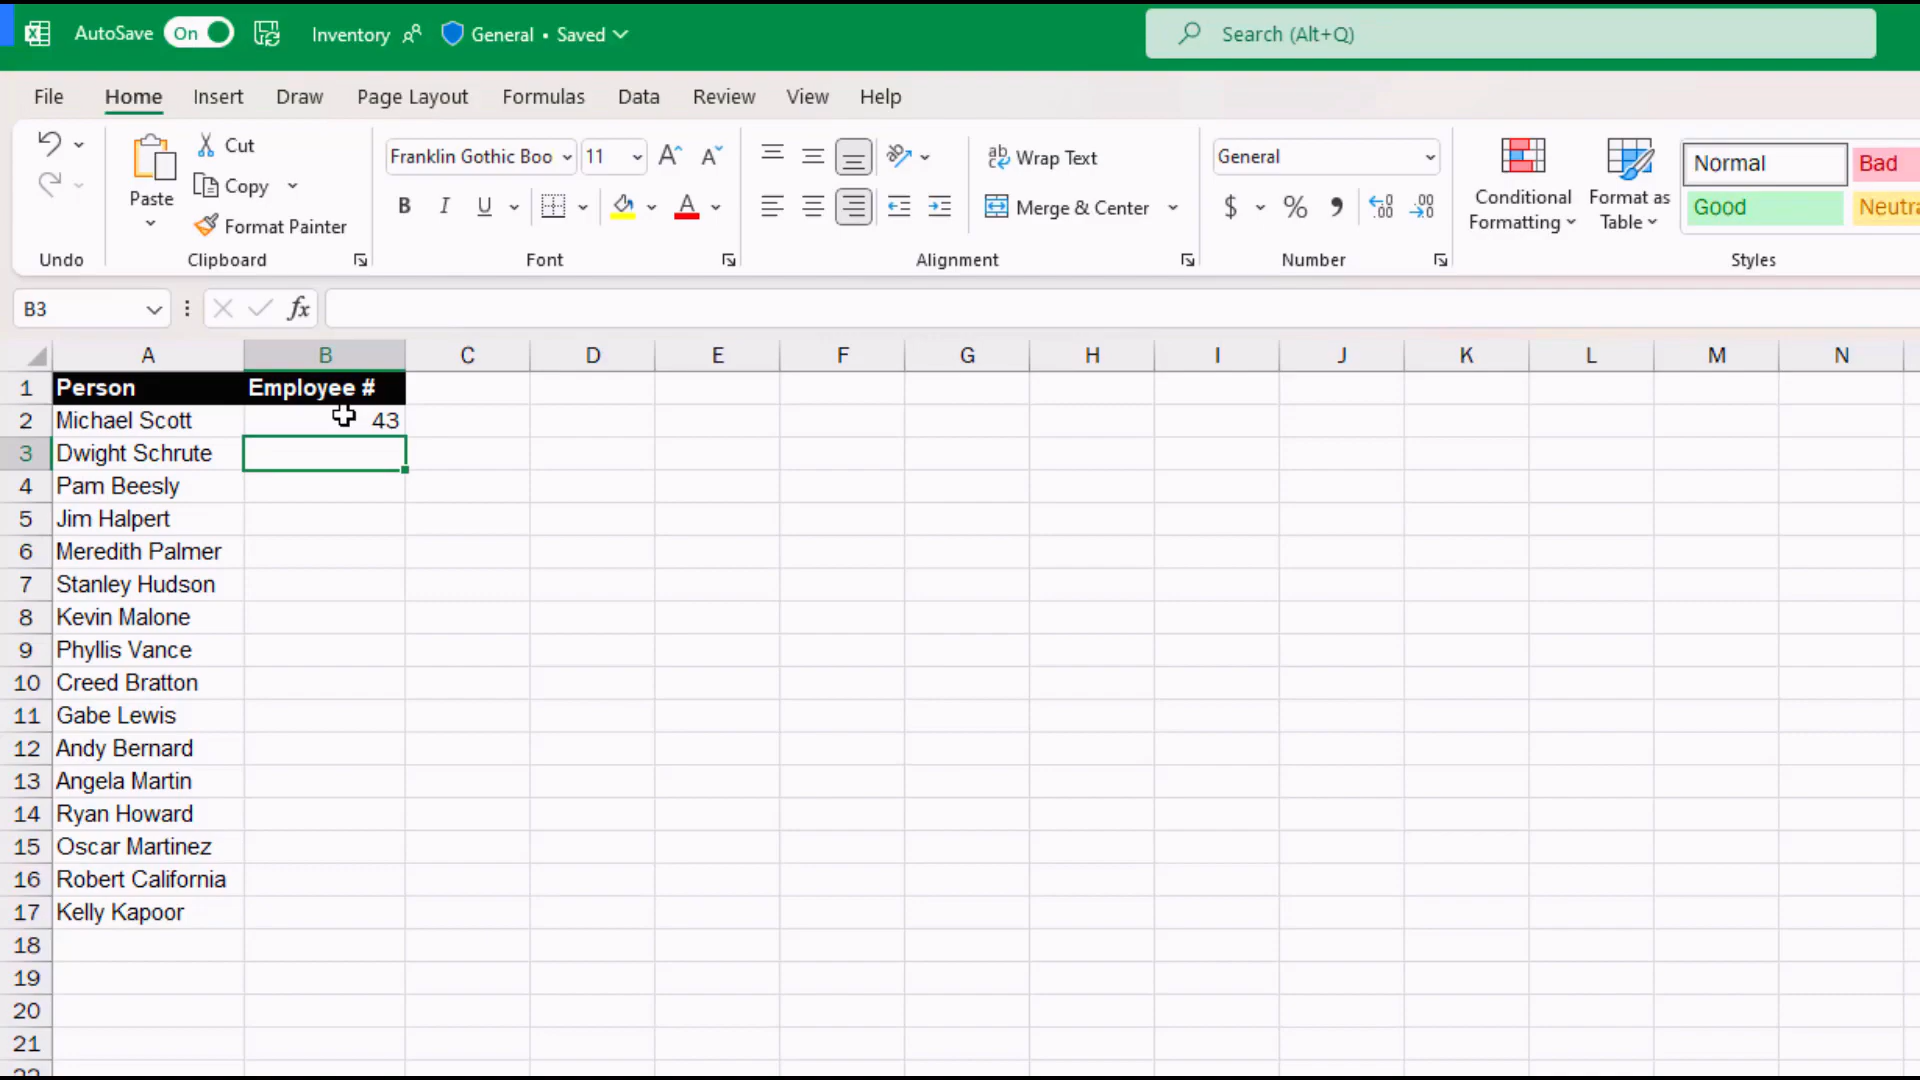 AutoSave On Inventory General • Saved Search (Alt+Q)
File Home Insert Draw Page Layout Formulas Data Review View Help
Cut
Copy
Paste
Format Painter
Undo Clipboard
Franklin Gothic Boo 11 A A
B I U A
Font
ab Wrap Text
Merge & Center
Alignment
General
$ % 9 .00 .00
Number
Conditional Formatting
Format as Table
Normal Bad
Good Neutra
Styles
B3 fx
A B C D E F G H I J K L M N
1 Person Employee #
2 Michael Scott 43
3 Dwight Schrute
4 Pam Beesly
5 Jim Halpert
6 Meredith Palmer
7 Stanley Hudson
8 Kevin Malone
9 Phyllis Vance
10 Creed Bratton
11 Gabe Lewis
12 Andy Bernard
13 Angela Martin
14 Ryan Howard
15 Oscar Martinez
16 Robert California
17 Kelly Kapoor
18
19
20
21